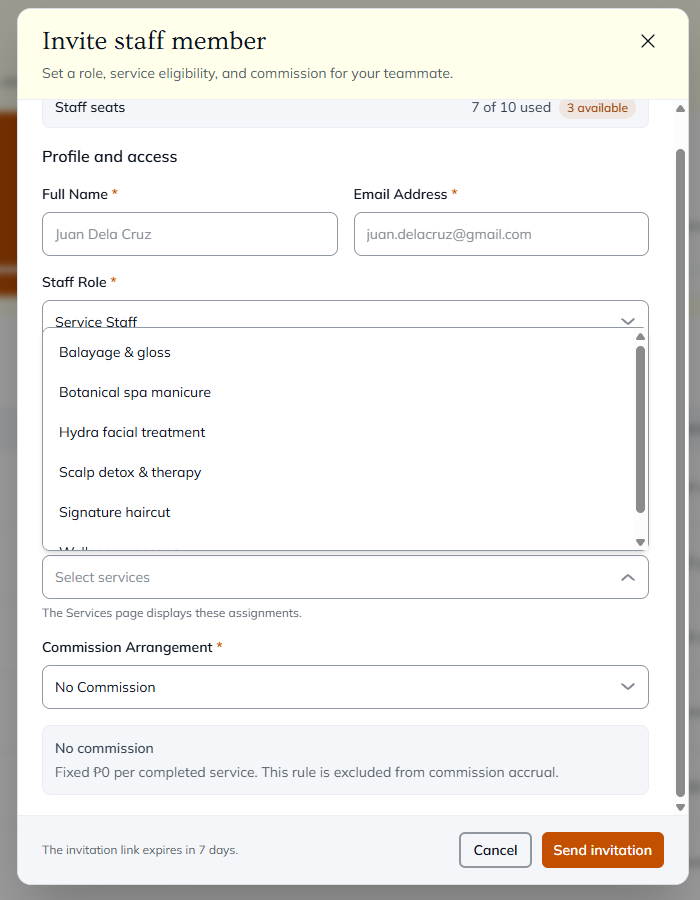 Invite staff member
Set a role, service eligibility, and commission for your teammate.
Staff seats 7 of 10 used 3 available
Profile and access
Full Name * Email Address *
Juan Dela Cruz juan.delacruz@gmail.com
Staff Role *
Service Staff
Balayage & gloss
Botanical spa manicure
Hydra facial treatment
Scalp detox & therapy
Signature haircut
Select services
The Services page displays these assignments.
Commission Arrangement *
No Commission
No commission
Fixed ₱0 per completed service. This rule is excluded from commission accrual.
The invitation link expires in 7 days. Cancel Send invitation